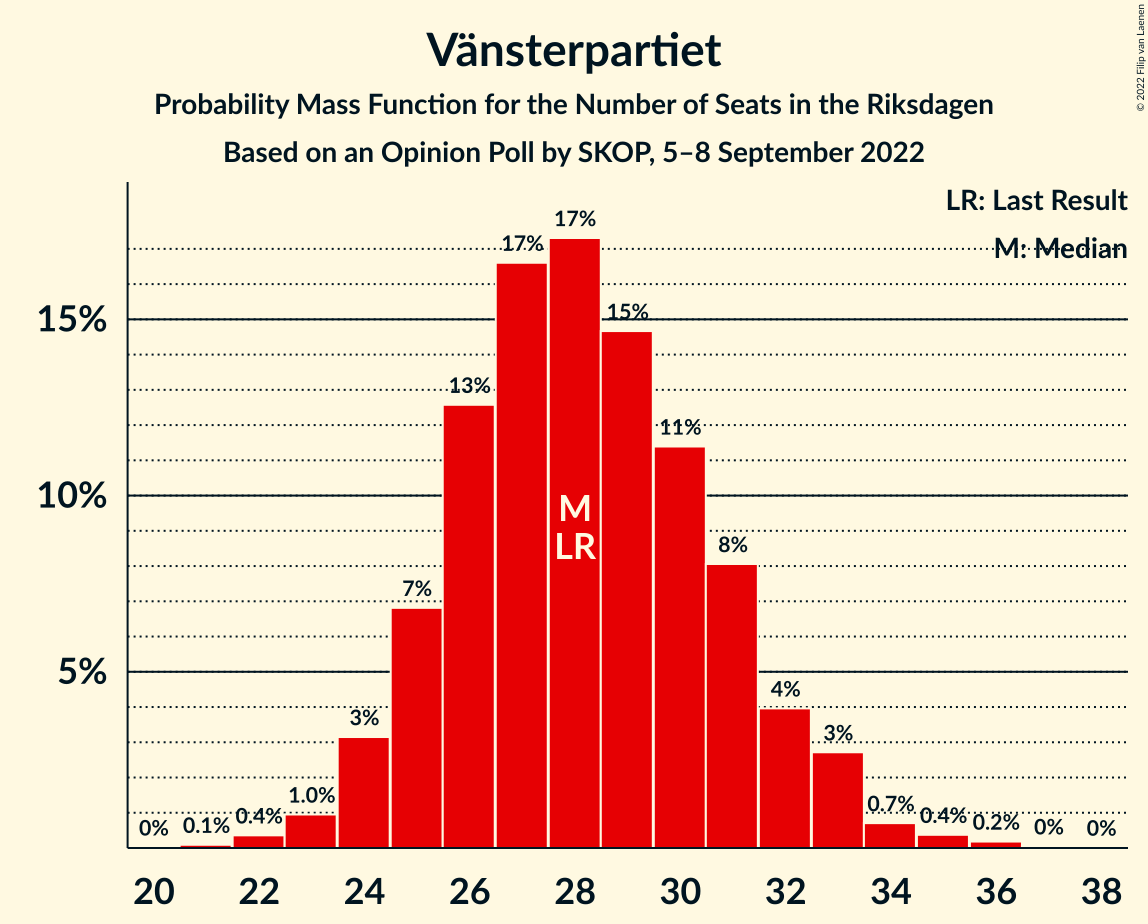 Vänsterpartiet
Probability Mass Function for the Number of Seats in the Riksdagen
Based on an Opinion Poll by SKOP, 5–8 September 2022
© 2022 Filip van Laenen
LR: Last Result
M: Median
15%
10%
5%
0%
0.1%
0.4%
1.0%
3%
7%
13%
17%
17%
15%
11%
8%
4%
3%
0.7%
0.4%
0.2%
0%
0%
M
LR
20 22 24 26 28 30 32 34 36 38